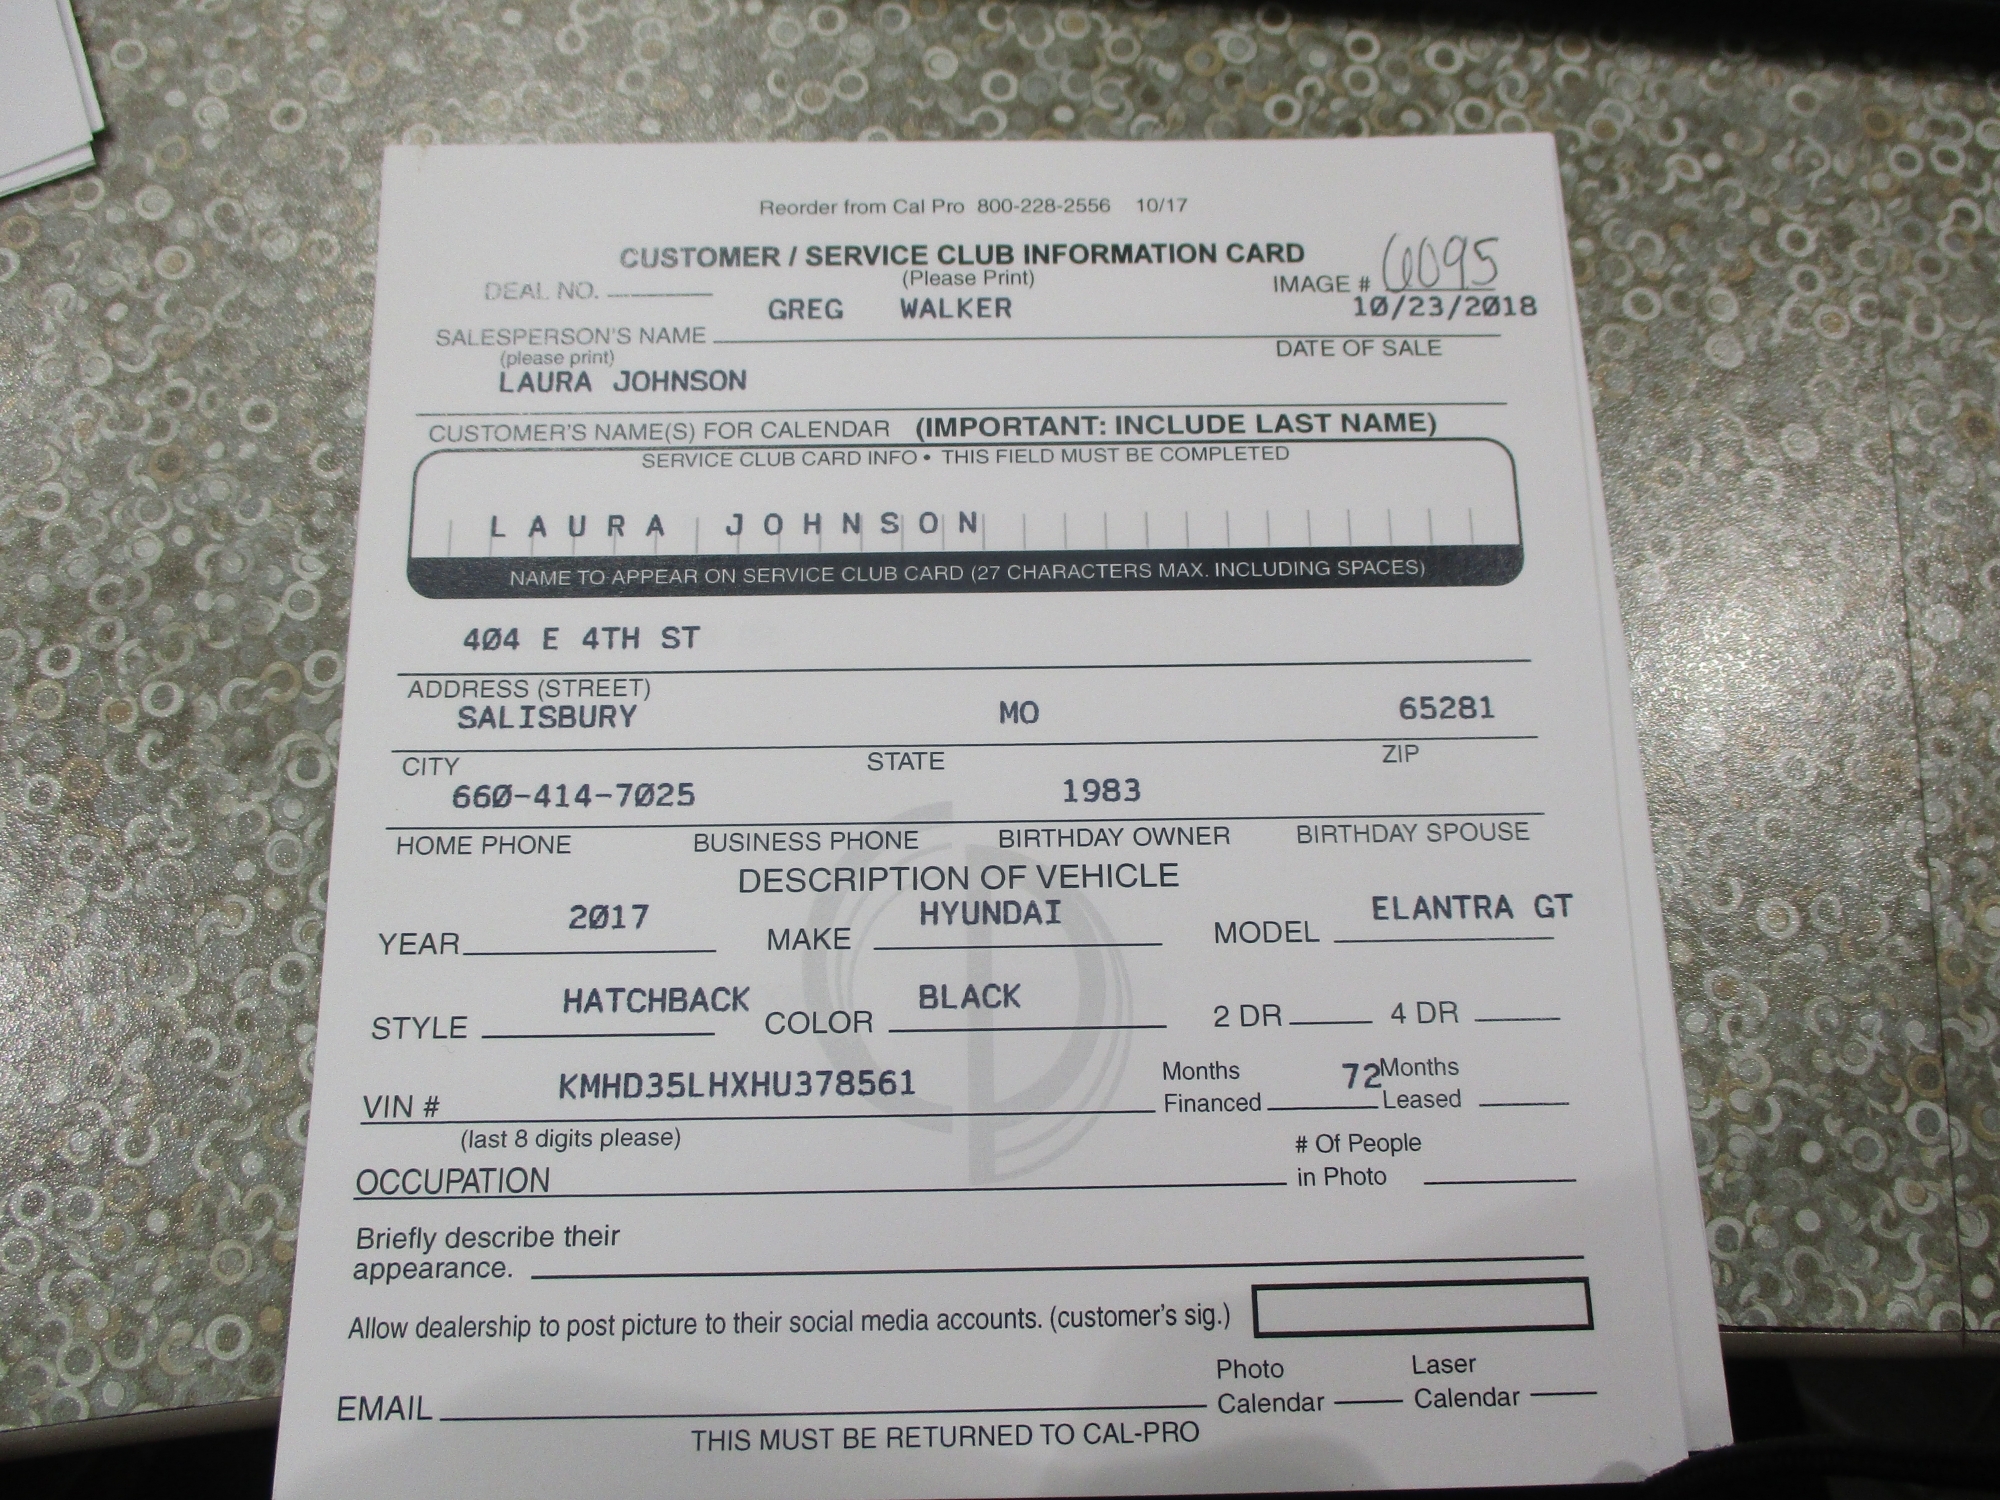 Reorder from Cal Pro 800-228-2556 10/17
CUSTOMER / SERVICE CLUB INFORMATION CARD
(Please Print)
DEAL NO.
IMAGE # 6095
GREG WALKER
10/23/2018
SALESPERSON'S NAME
(please print)
DATE OF SALE
LAURA JOHNSON
CUSTOMER'S NAME(S) FOR CALENDAR (IMPORTANT: INCLUDE LAST NAME)
SERVICE CLUB CARD INFO • THIS FIELD MUST BE COMPLETED
LAURA JOHNSON
NAME TO APPEAR ON SERVICE CLUB CARD (27 CHARACTERS MAX. INCLUDING SPACES)
404 E 4TH ST
ADDRESS (STREET)
SALISBURY MO 65281
CITY STATE ZIP
660-414-7025 1983
HOME PHONE BUSINESS PHONE BIRTHDAY OWNER BIRTHDAY SPOUSE
DESCRIPTION OF VEHICLE
YEAR 2017 MAKE HYUNDAI MODEL ELANTRA GT
STYLE HATCHBACK COLOR BLACK 2 DR 4 DR
VIN # KMHD35LHXHU378561 Months Financed 72 Months Leased
(last 8 digits please)
OCCUPATION # Of People in Photo
Briefly describe their
appearance.
Allow dealership to post picture to their social media accounts. (customer's sig.)
EMAIL Photo Calendar Laser Calendar
THIS MUST BE RETURNED TO CAL-PRO